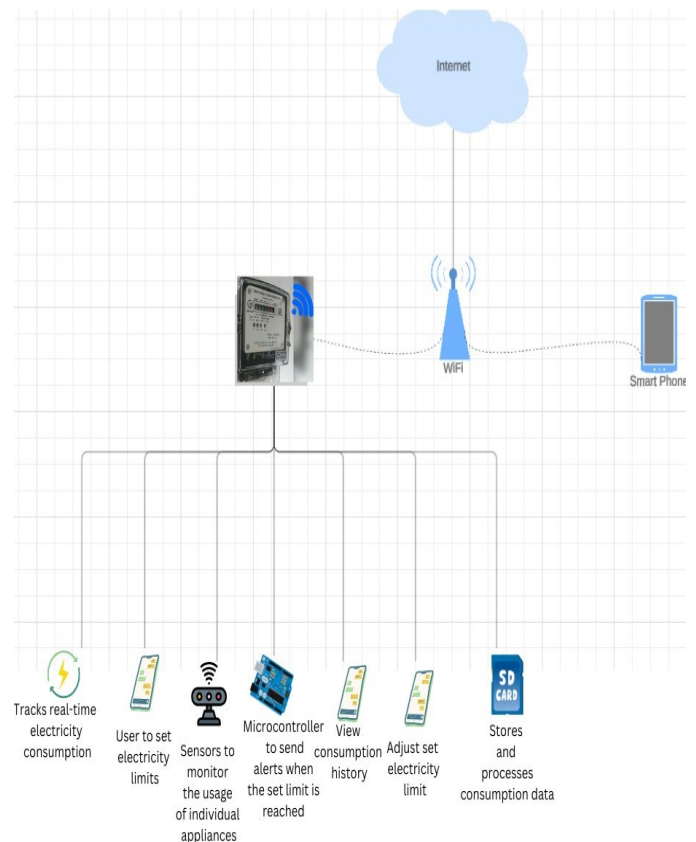 Internet
WiFi
Smart Phone
SD
CARD
Tracks real-time
electricity
consumption
User to set
electricity
limits
Sensors to
monitor
the usage
of individual
appliances
Microcontroller
to send
alerts when
the set limit is
reached
View
consumption
history
Adjust set
electricity
limit
Stores
and
processes
consumption data